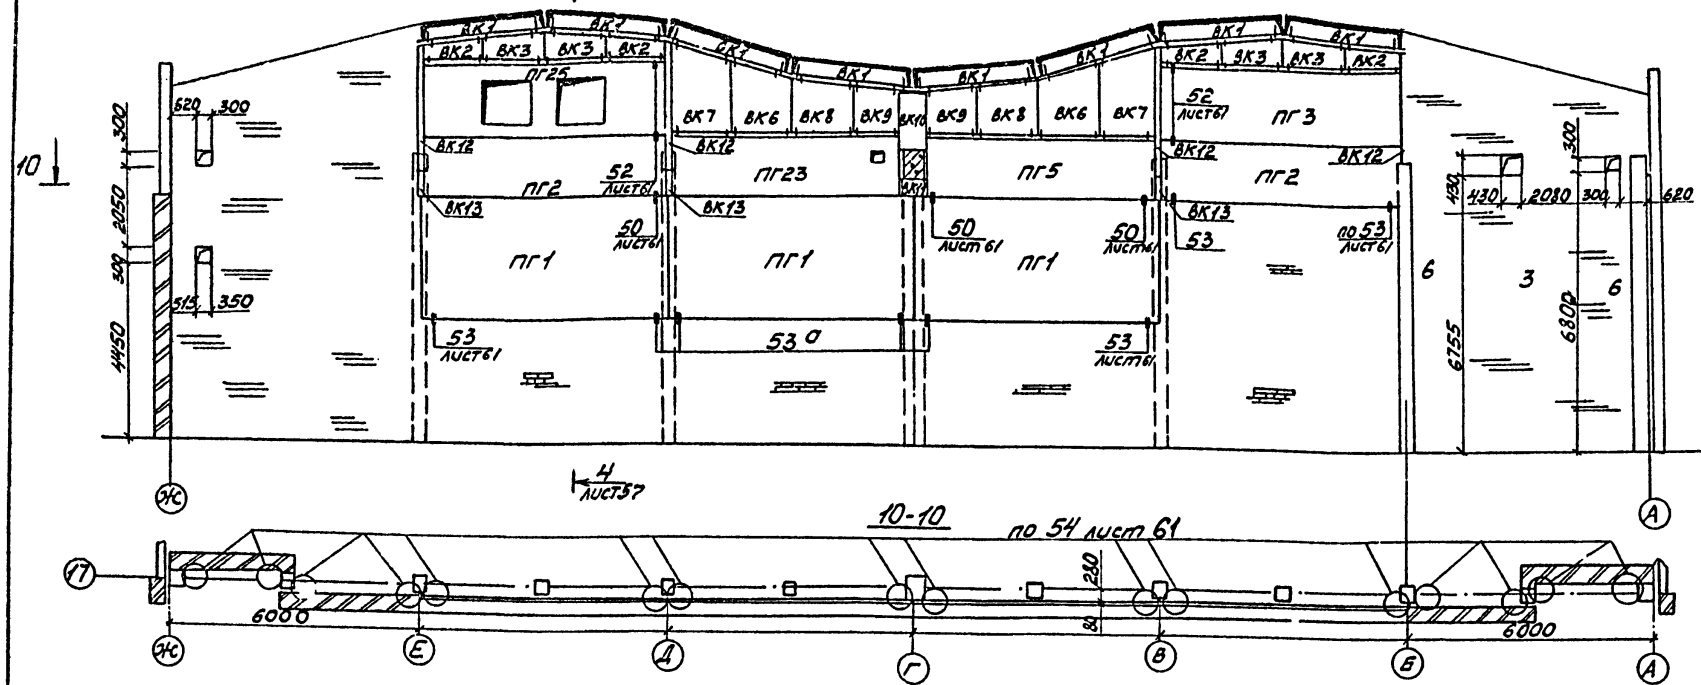 ВК1 ВК1 ВК1 ВК1 ВК1 ВК1 ВК1 ВК1
ВК2 ВК3 ВК3 ВК2
ВК2 ВК3 ВК3 ВК2
ПГ25
620 300
300
ВК7 ВК6 ВК8 ВК9 ВК10 ВК9 ВК8 ВК6 ВК7
52
ЛИСТ61
ПГ3
10
ВК12 ВК12 ВК12 ВК12
ПГ2
52
ЛИСТ61
ПГ23
ПГ5
ПГ2
300
430
430 2080 300 620
2050
ВК13 ВК13 ВК13
50
ЛИСТ61
50
ЛИСТ61
50
ЛИСТ61
53
по 53
ЛИСТ61
ПГ1 ПГ1 ПГ1
6 3 6
300
515 350
4450
6755
6800
53
ЛИСТ61
53 а
53
ЛИСТ61
4
ЛИСТ57
Ж А
10-10
по 54 лист 61
17
280
6000
80
6000
Ж Е Д Г В Б А